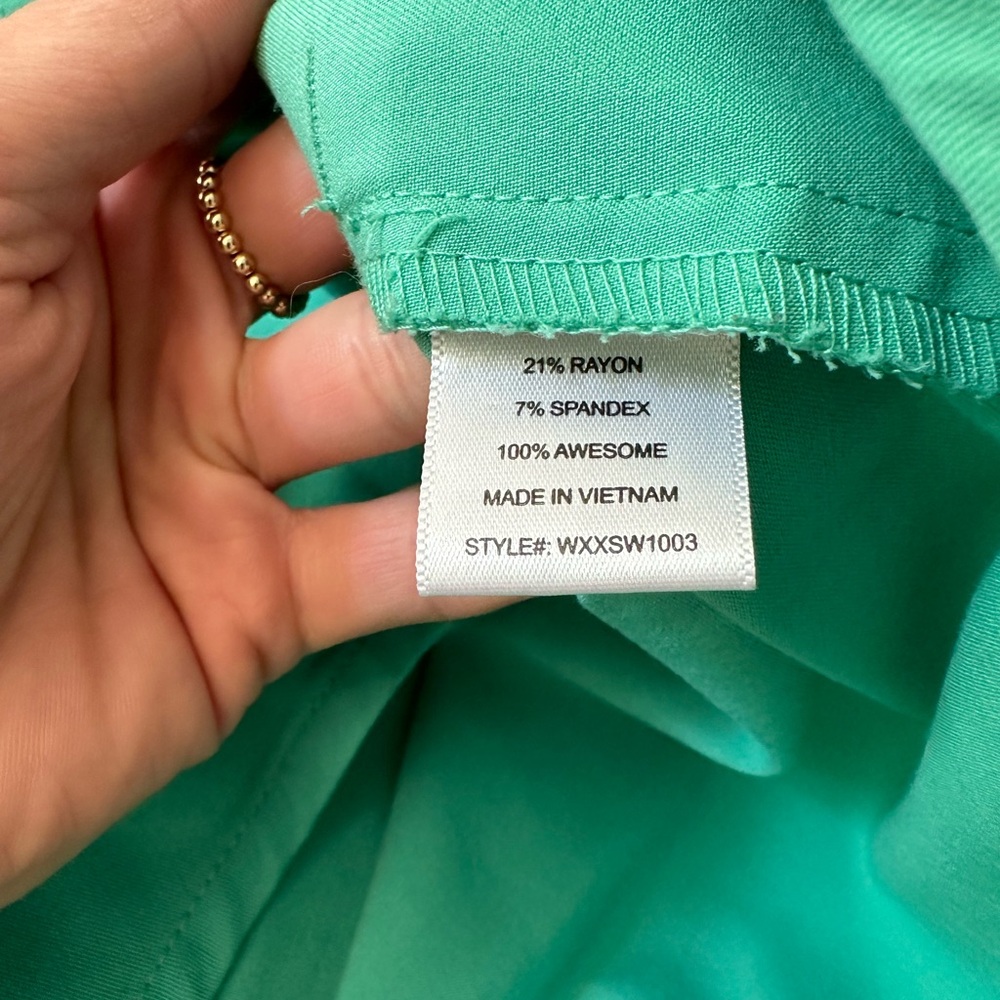 21% RAYON
7% SPANDEX
100% AWESOME
MADE IN VIETNAM
STYLE#: WXXSW1003